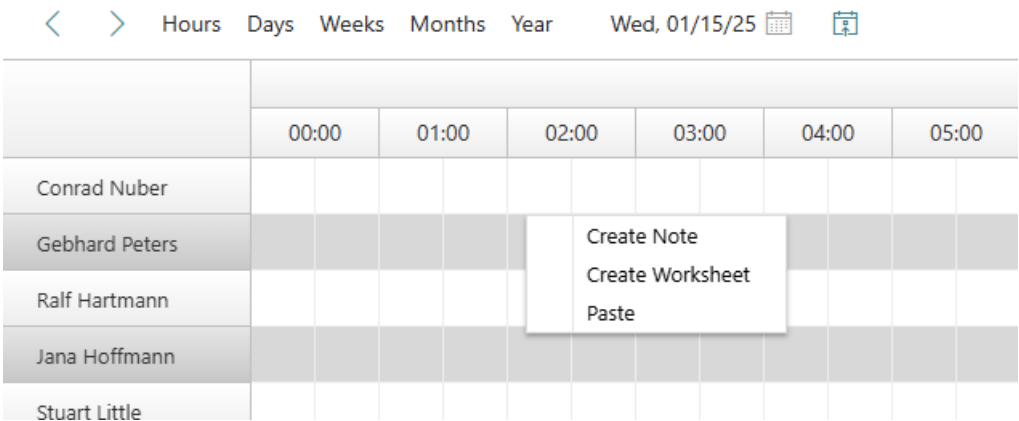 Hours Days Weeks Months Year Wed, 01/15/25
00:00 01:00 02:00 03:00 04:00 05:00
Conrad Nuber
Gebhard Peters
Create Note
Create Worksheet
Ralf Hartmann
Paste
Jana Hoffmann
Stuart Little